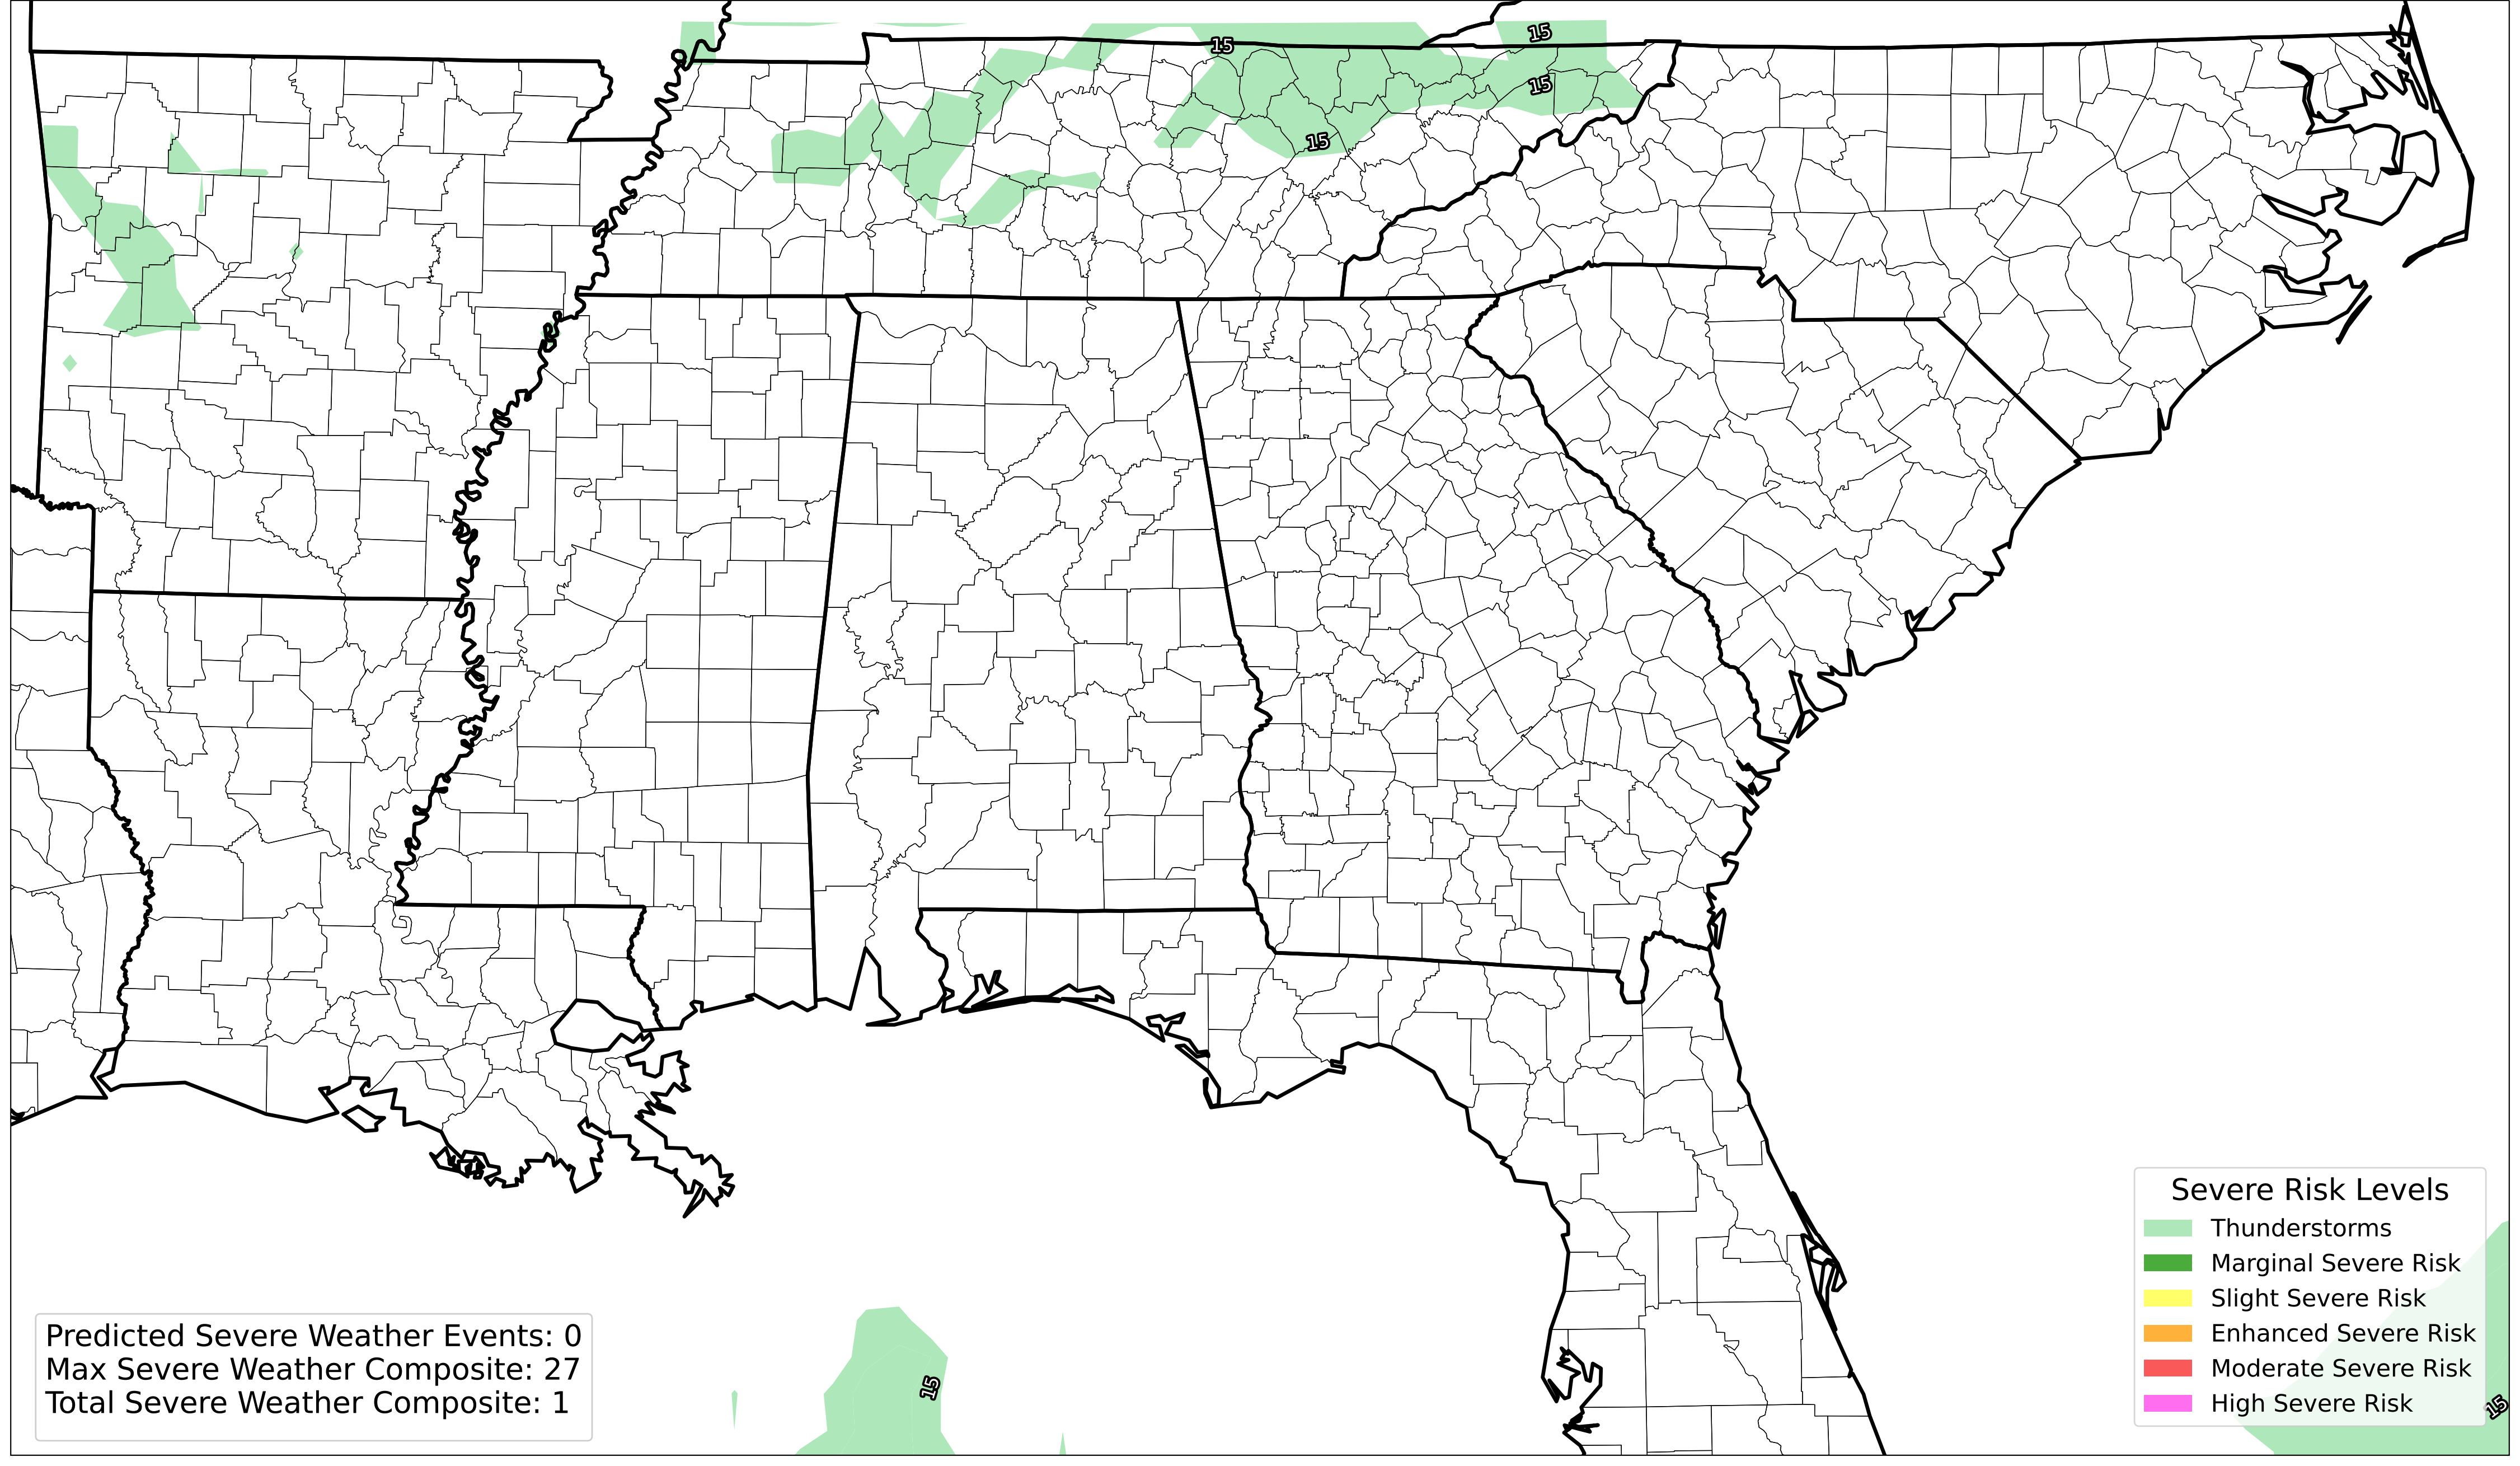 15
15
15
15
Severe Risk Levels
Thunderstorms
Marginal Severe Risk
Slight Severe Risk
Enhanced Severe Risk
Moderate Severe Risk
High Severe Risk
Predicted Severe Weather Events: 0
Max Severe Weather Composite: 27
Total Severe Weather Composite: 1
15
15